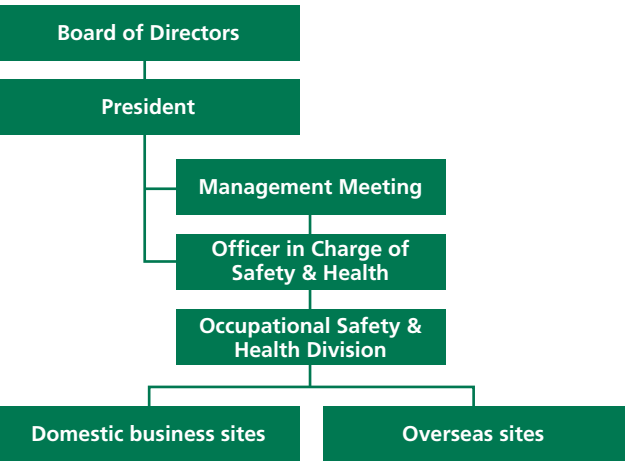 Board of Directors
President
Management Meeting
Officer in Charge of
Safety & Health
Occupational Safety &
Health Division
Domestic business sites
Overseas sites